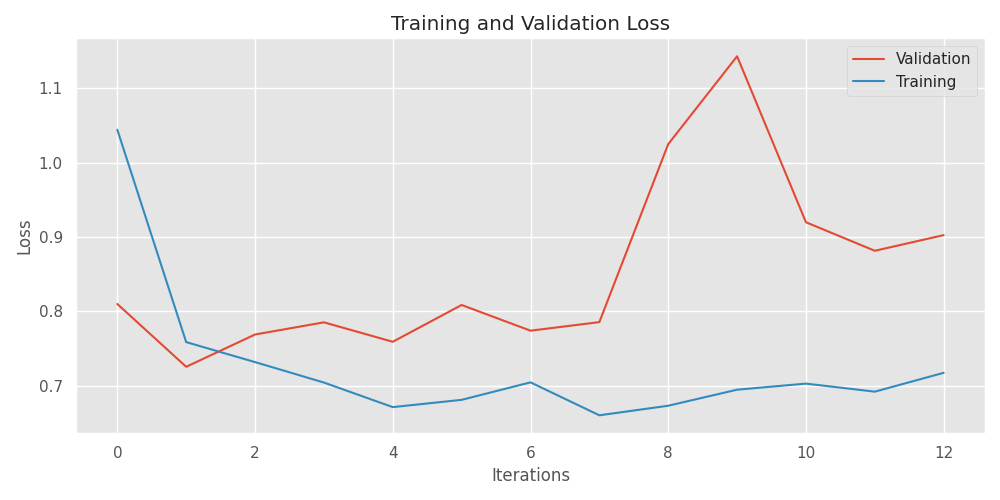 Training and Validation Loss
Validation
Training
1.1
1.0
0.9
0.8
0.7
Loss
0 2 4 6 8 10 12
Iterations